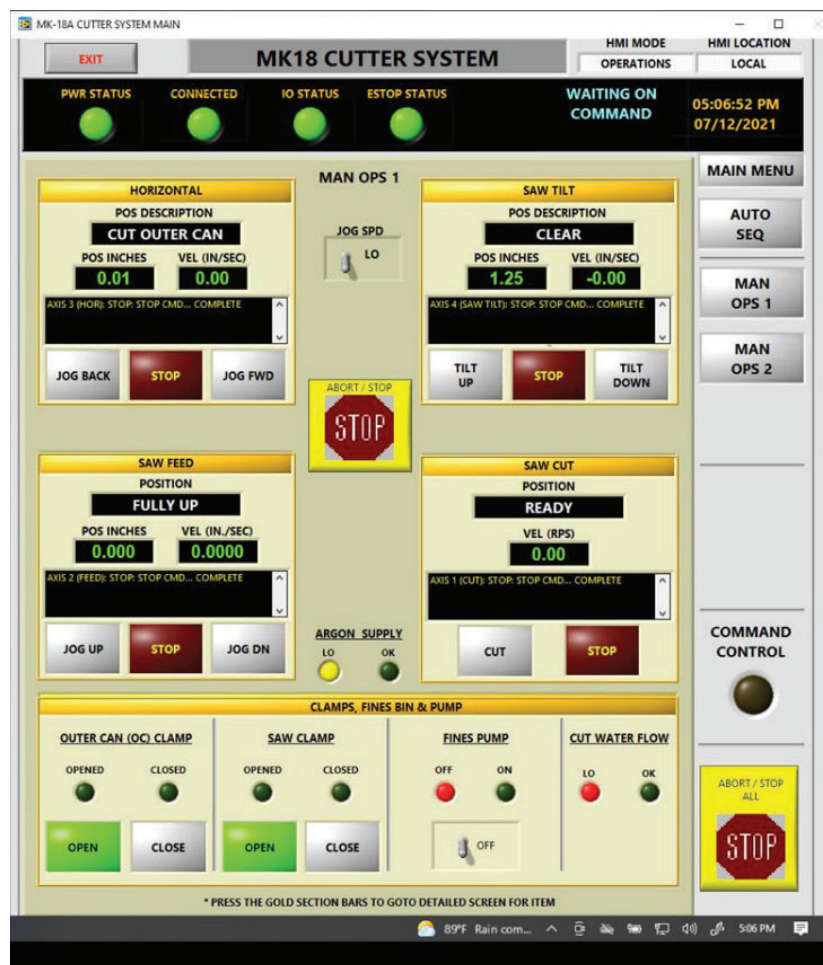 MK-18A CUTTER SYSTEM MAIN
EXIT
MK18 CUTTER SYSTEM
HMI MODE
OPERATIONS
HMI LOCATION
LOCAL
PWR STATUS
CONNECTED
IO STATUS
ESTOP STATUS
WAITING ON
COMMAND
05:06:52 PM
07/12/2021
MAN OPS 1
HORIZONTAL
POS DESCRIPTION
CUT OUTER CAN
POS INCHES
VEL (IN/SEC)
0.01
0.00
AXIS 3 (HOR): STOP: STOP CMD... COMPLETE
JOG BACK
STOP
JOG FWD
JOG SPD
LO
ABORT / STOP
STOP
SAW TILT
POS DESCRIPTION
CLEAR
POS INCHES
VEL (IN/SEC)
1.25
-0.00
AXIS 4 (SAW TILT): STOP: STOP CMD... COMPLETE
TILT
UP
STOP
TILT
DOWN
SAW FEED
POSITION
FULLY UP
POS INCHES
VEL (IN./SEC)
0.000
0.0000
AXIS 2 (FEED): STOP: STOP CMD... COMPLETE
JOG UP
STOP
JOG DN
ARGON SUPPLY
LO
OK
SAW CUT
POSITION
READY
VEL (RPS)
0.00
AXIS 1 (CUT): STOP: STOP CMD... COMPLETE
CUT
STOP
CLAMPS, FINES BIN & PUMP
OUTER CAN (OC) CLAMP
OPENED
CLOSED
OPEN
CLOSE
SAW CLAMP
OPENED
CLOSED
OPEN
CLOSE
FINES PUMP
OFF
ON
OFF
CUT WATER FLOW
LO
OK
* PRESS THE GOLD SECTION BARS TO GOTO DETAILED SCREEN FOR ITEM
MAIN MENU
AUTO
SEQ
MAN
OPS 1
MAN
OPS 2
COMMAND
CONTROL
ABORT / STOP
ALL
STOP
89°F Rain com...
5:06 PM